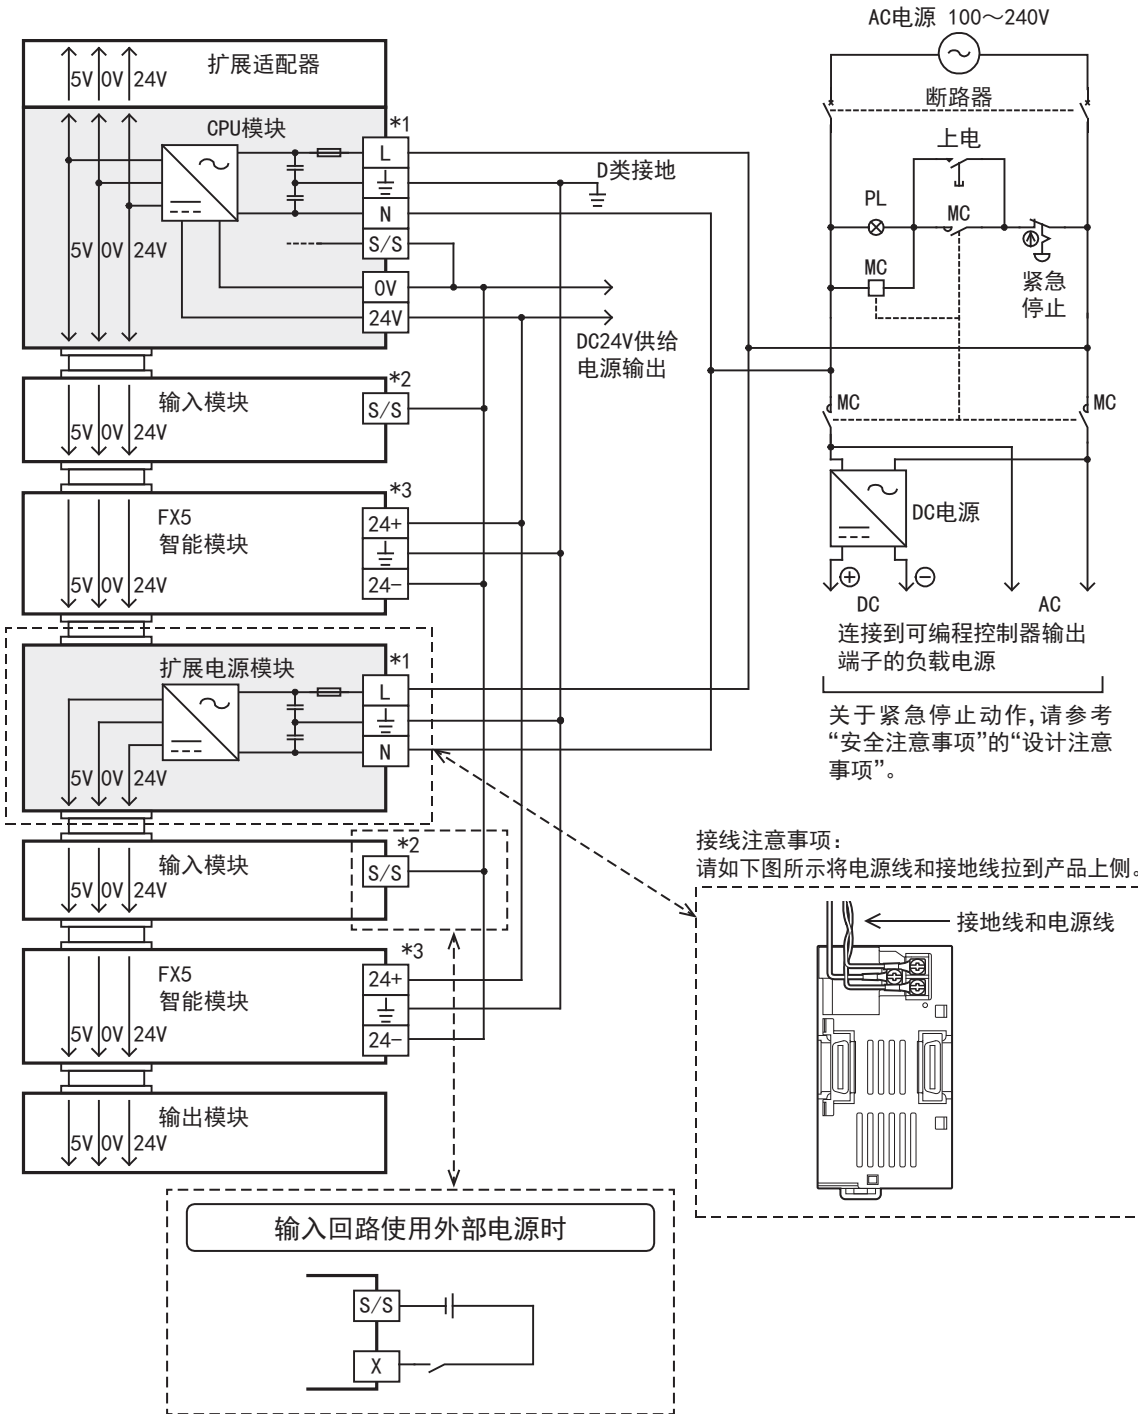 AC电源 100～240V
扩展适配器
5V 0V 24V
断路器
CPU模块
*1
上电
L
D类接地
N
PL
MC
S/S
5V 0V 24V
0V
MC
紧急
停止
24V
DC24V供给
电源输出
输入模块
*2
S/S
5V 0V 24V
MC
MC
*3
FX5
智能模块
24+
24-
5V 0V 24V
DC电源
DC
AC
连接到可编程控制器输出
端子的负载电源
扩展电源模块
*1
L
N
5V 0V 24V
关于紧急停止动作,请参考
“安全注意事项”的“设计注意
事项”。
接线注意事项:
请如下图所示将电源线和接地线拉到产品上侧。
输入模块
*2
S/S
5V 0V 24V
接地线和电源线
*3
FX5
智能模块
24+
24-
5V 0V 24V
输出模块
5V 0V 24V
输入回路使用外部电源时
S/S
X